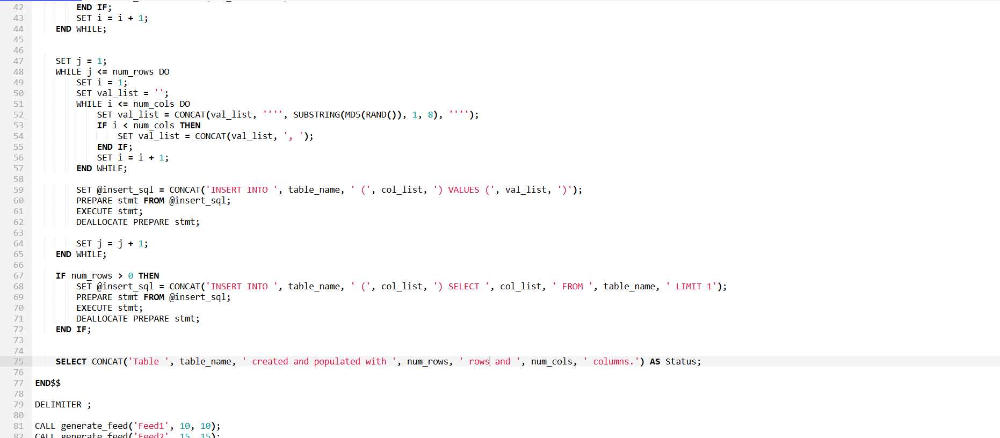 42 END IF;
43 SET i = i + 1;
44 END WHILE;
45
46
47 SET j = 1;
48 WHILE j <= num_rows DO
49 SET i = 1;
50 SET val_list = '';
51 WHILE i <= num_cols DO
52 SET val_list = CONCAT(val_list, '''', SUBSTRING(MD5(RAND()), 1, 8), '''');
53 IF i < num_cols THEN
54 SET val_list = CONCAT(val_list, ', ');
55 END IF;
56 SET i = i + 1;
57 END WHILE;
58
59 SET @insert_sql = CONCAT('INSERT INTO ', table_name, ' (', col_list, ') VALUES (', val_list, ')');
60 PREPARE stmt FROM @insert_sql;
61 EXECUTE stmt;
62 DEALLOCATE PREPARE stmt;
63
64 SET j = j + 1;
65 END WHILE;
66
67 IF num_rows > 0 THEN
68 SET @insert_sql = CONCAT('INSERT INTO ', table_name, ' (', col_list, ') SELECT ', col_list, ' FROM ', table_name, ' LIMIT 1');
69 PREPARE stmt FROM @insert_sql;
70 EXECUTE stmt;
71 DEALLOCATE PREPARE stmt;
72 END IF;
73
74
75 SELECT CONCAT('Table ', table_name, ' created and populated with ', num_rows, ' rows and ', num_cols, ' columns.') AS Status;
76
77 END$$
78
79 DELIMITER ;
80
81 CALL generate_feed('Feed1', 10, 10);
82 CALL generate_feed('Feed2', 15, 15);